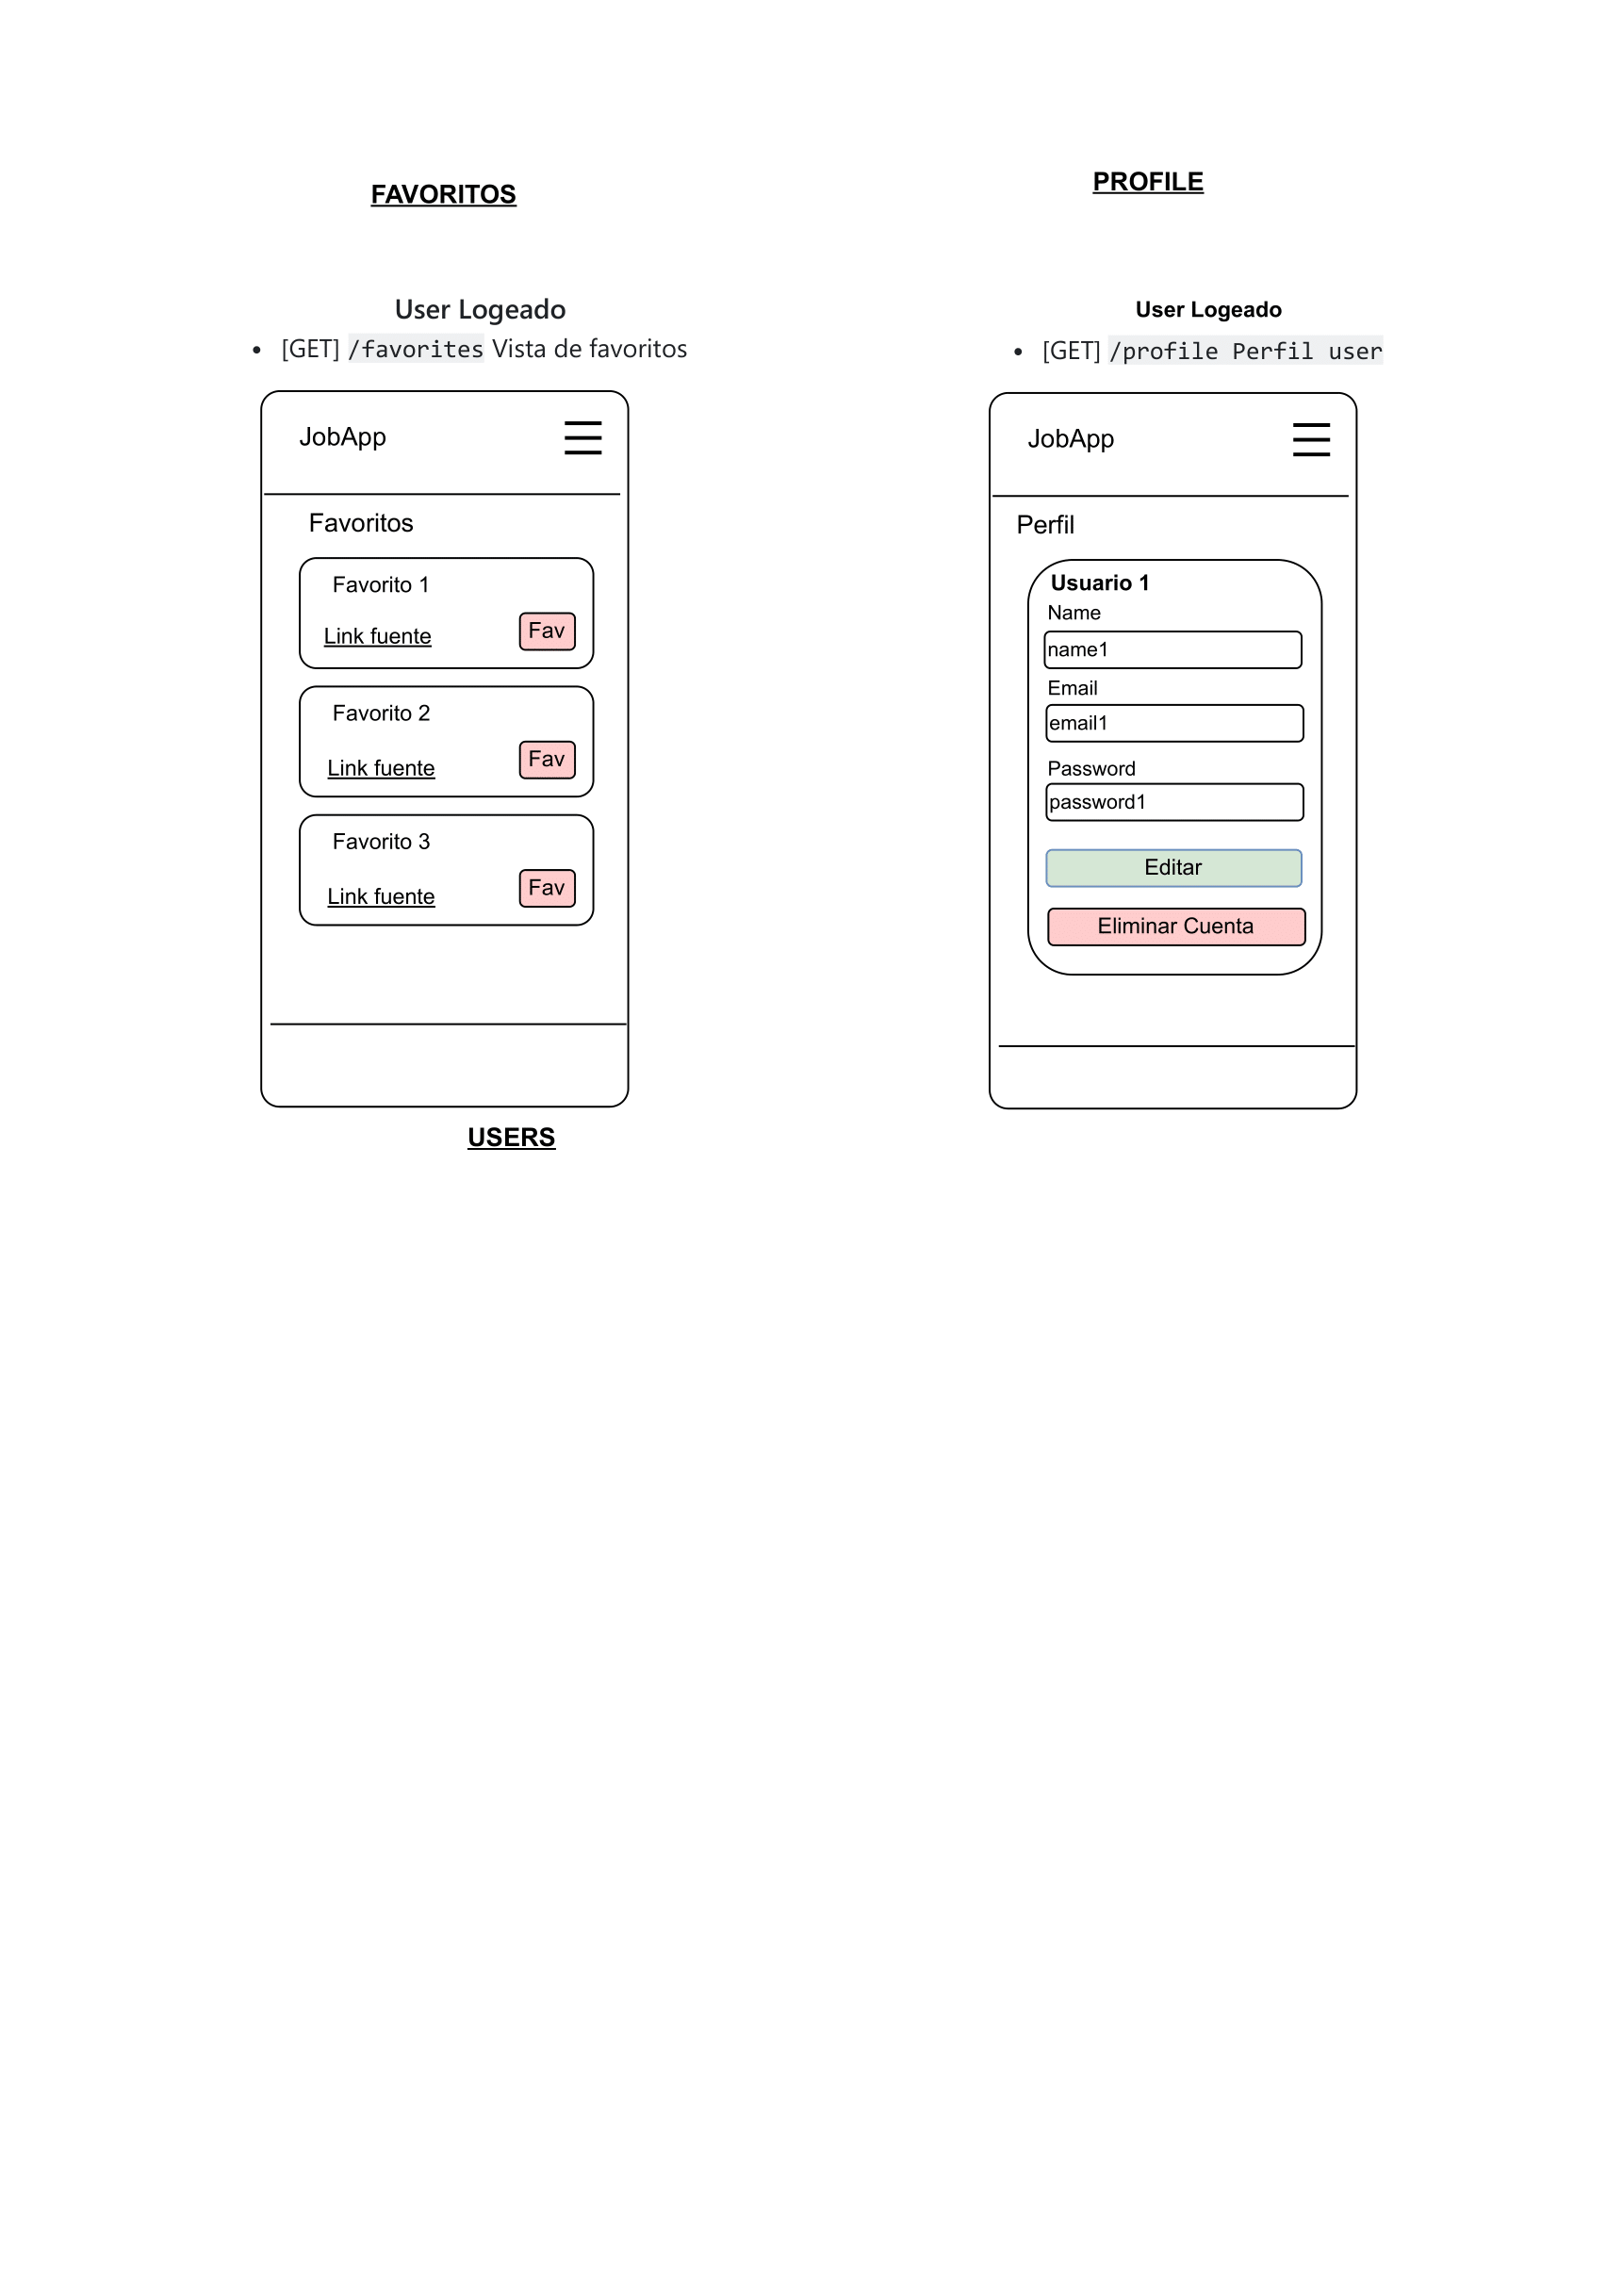 FAVORITOS
User Logeado
• [GET] /favorites Vista de favoritos
JobApp
Favoritos
Favorito 1
Link fuente
Fav
Favorito 2
Link fuente
Fav
Favorito 3
Link fuente
Fav
USERS
PROFILE
User Logeado
• [GET] /profile Perfil user
JobApp
Perfil
Usuario 1
Name
name1
Email
email1
Password
password1
Editar
Eliminar Cuenta